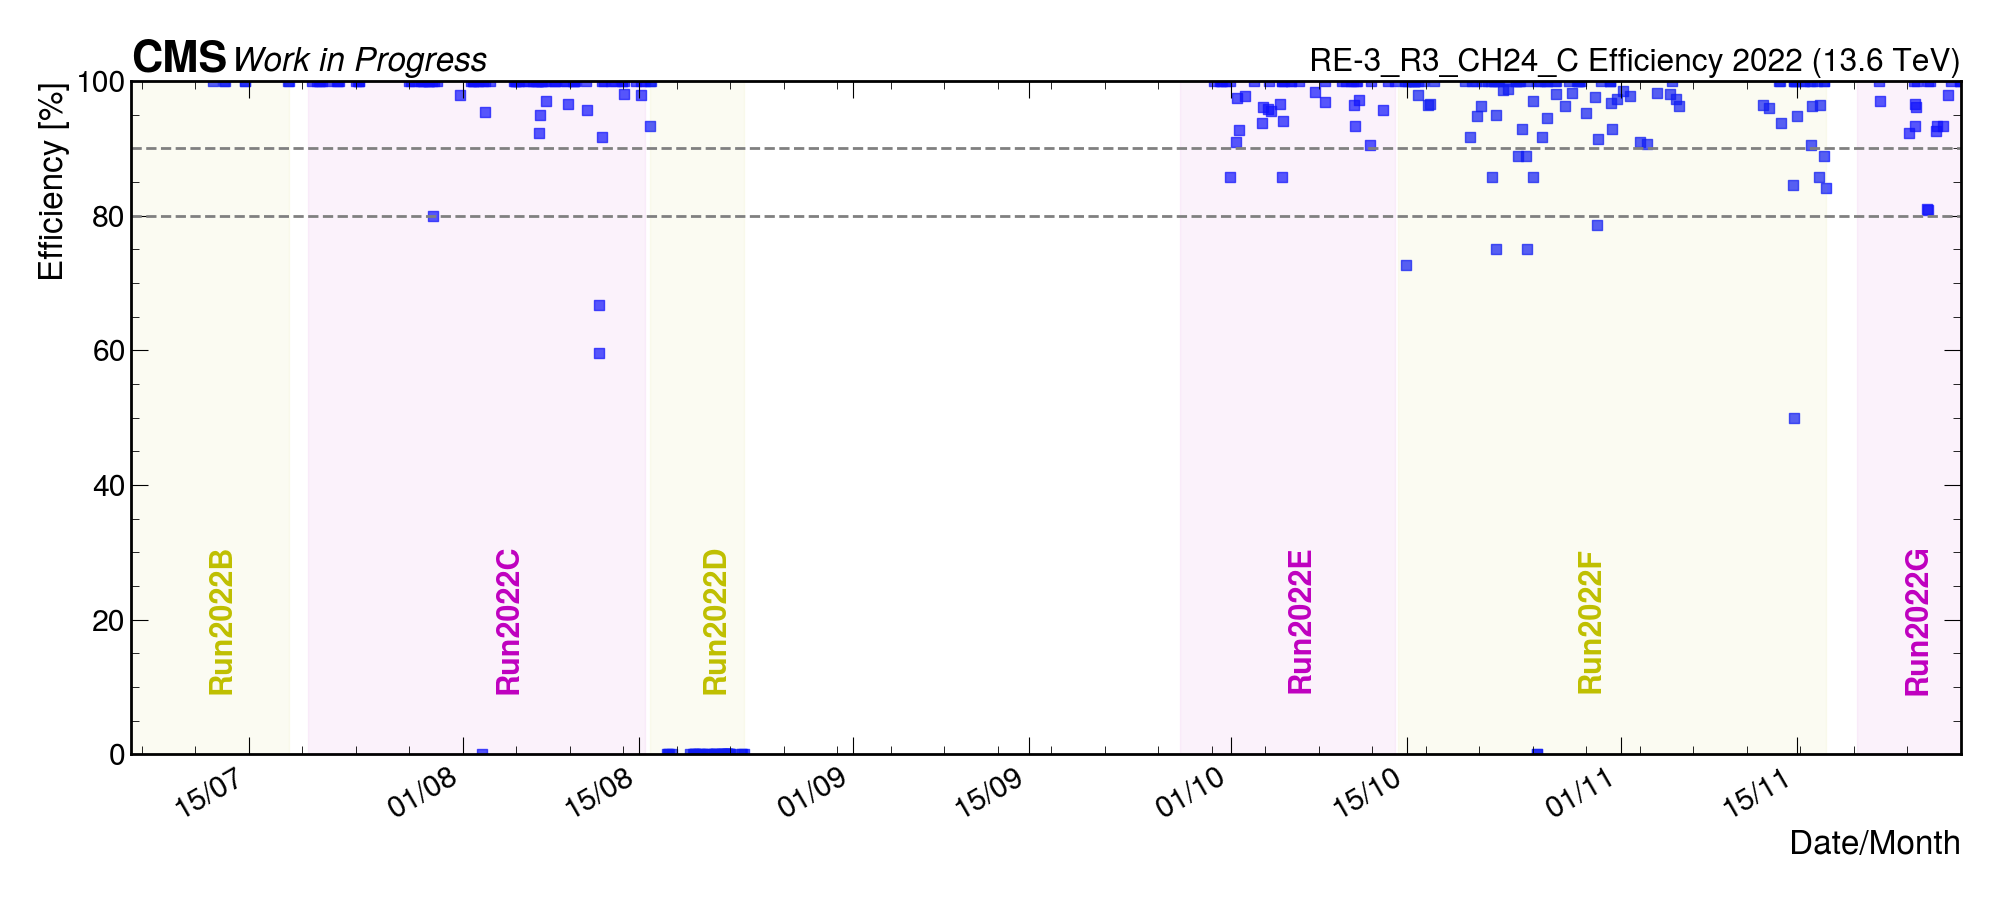 CMS Work in Progress
RE-3_R3_CH24_C Efficiency 2022 (13.6 TeV)
Efficiency [%]
100
80
60
40
20
0
Run2022B
Run2022C
Run2022D
Run2022E
Run2022F
Run2022G
15/07
01/08
15/08
01/09
15/09
01/10
15/10
01/11
15/11
Date/Month